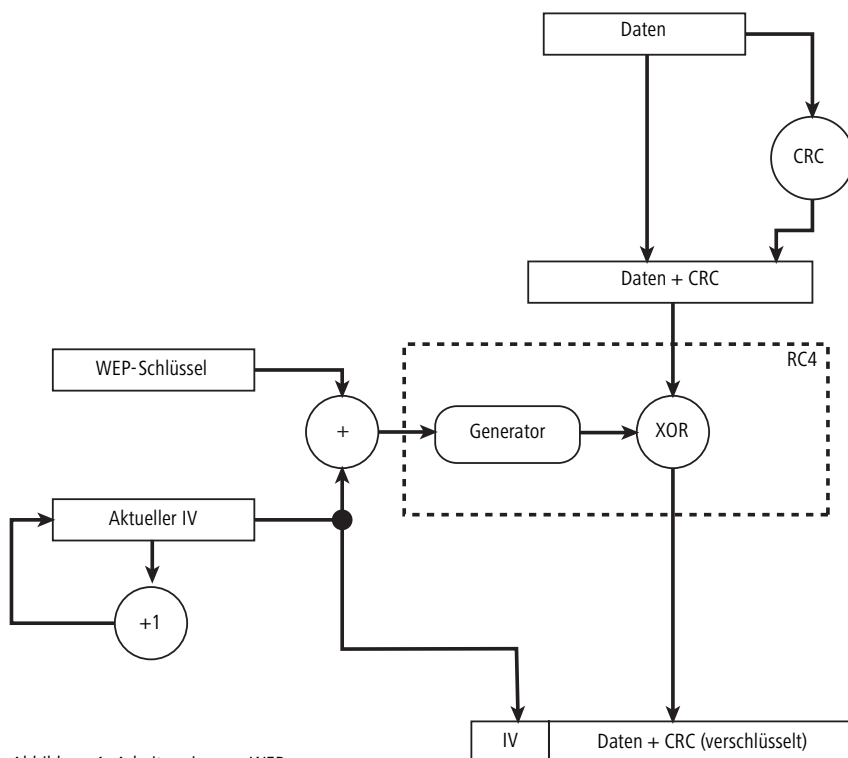 Daten
CRC
Daten + CRC
RC4
WEP-Schlüssel
+
Generator
XOR
Aktueller IV
+1
IV
Daten + CRC (verschlüsselt)